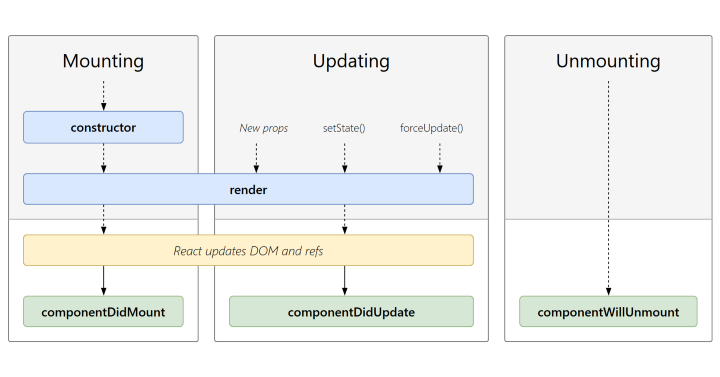 Mounting
Updating
Unmounting
constructor
New props
setState()
forceUpdate()
render
React updates DOM and refs
componentDidMount
componentDidUpdate
componentWillUnmount